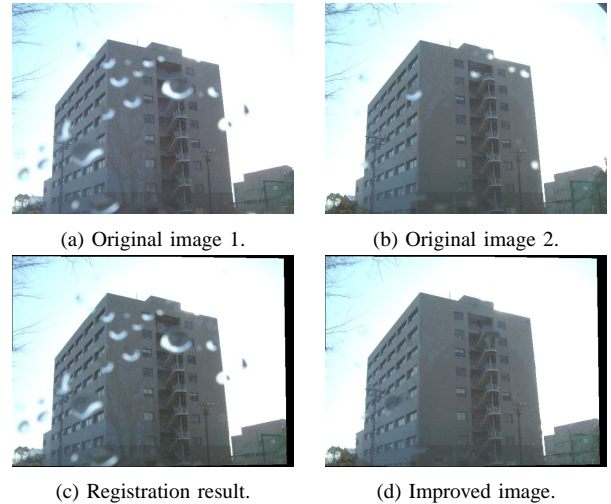 (a) Original image 1.
(b) Original image 2.
(c) Registration result.
(d) Improved image.